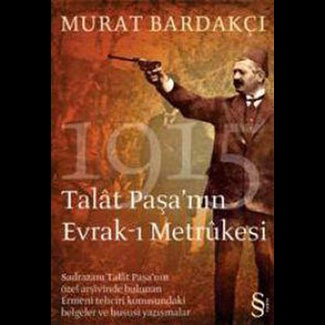 MURAT BARDAKÇI
1915
Talât Paşa'nın
Evrak-ı Metrûkesi
Sadrazam Talât Paşa'nın
özel arşivinde bulunan
Ermeni tehciri konusundaki
belgeler ve hususi yazışmalar